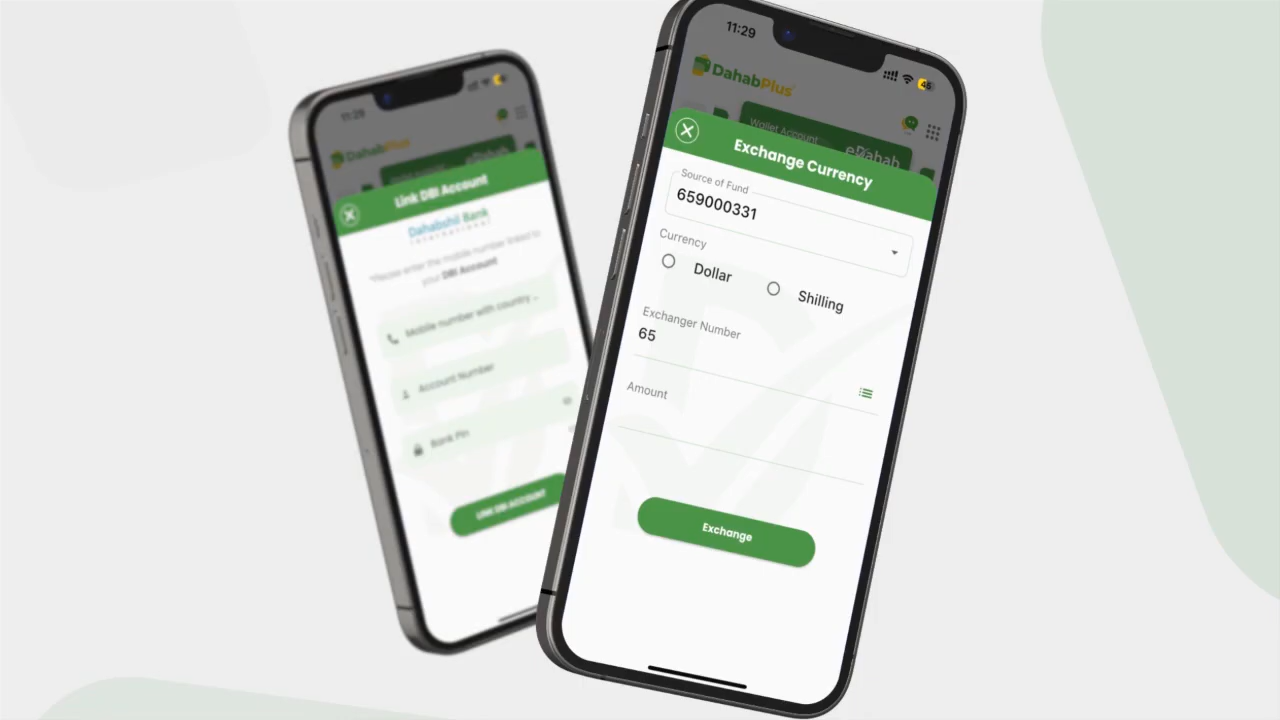 11:29
DahabPlus
Link DBI Account
Dahabshil Bank
International
*Please enter the mobile number linked to
your DBI Account
Mobile number with country ..
Account Number
Bank Pin
LINK DBI ACCOUNT
11:29
46
DahabPlus
Wallet Account
eDahab
Exchange Currency
Source of Fund
659000331
Currency
Dollar
Shilling
Exchanger Number
65
Amount
Exchange